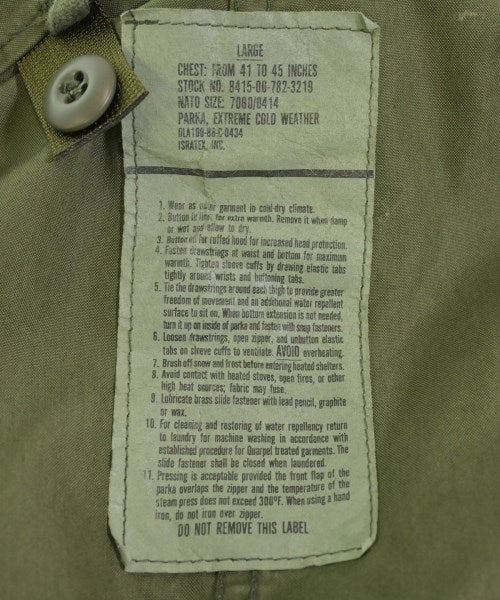 LARGE
CHEST: FROM 41 TO 45 INCHES
STOCK NO. 8415-00-782-3219
NATO SIZE: 7080/0414
PARKA, EXTREME COLD WEATHER
DLA100-88-C-0434
ISRATEX, INC.
1. Wear as outer garment in cold-dry climate.
2. Button in liner for extra warmth. Remove it when damp
or wet and allow to dry.
3. Button on fur ruffed hood for increased head protection.
4. Fasten drawstrings at waist and bottom for maximum
warmth. Tighten sleeve cuffs by drawing elastic tabs
tightly around wrists and buttoning tabs.
5. Tie the drawstrings around each thigh to provide greater
freedom of movement and an additional water repellent
surface to sit on. When bottom extension is not needed,
turn it up on inside of parka and fasten with snap fasteners.
6. Loosen drawstrings, open zipper, and unbutton elastic
tabs on sleeve cuffs to ventilate. AVOID overheating.
7. Brush off snow and frost before entering heated shelters.
8. Avoid contact with heated stoves, open fires, or other
high heat sources; fabric may fuse.
9. Lubricate brass slide fastener with lead pencil, graphite
or wax.
10. For cleaning and restoring of water repellency return
to laundry for machine washing in accordance with
established procedure for Quarpel treated garments. The
slide fastener shall be closed when laundered.
11. Pressing is acceptable provided the front flap of the
parka overlaps the zipper and the temperature of the
steam press does not exceed 300°F. When using a hand
iron, do not iron over zipper.
DO NOT REMOVE THIS LABEL